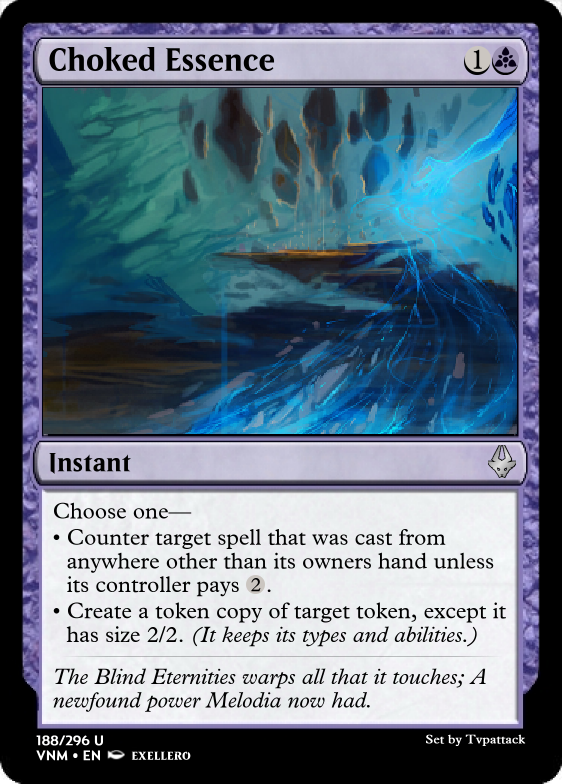 Choked Essence 1
Instant
Choose one—
• Counter target spell that was cast from
anywhere other than its owners hand unless
its controller pays 2.
• Create a token copy of target token, except it
has size 2/2. (It keeps its types and abilities.)
The Blind Eternities warps all that it touches; A
newfound power Melodia now had.
188/296 U
VNM • EN EXELLERO
Set by Tvpattack